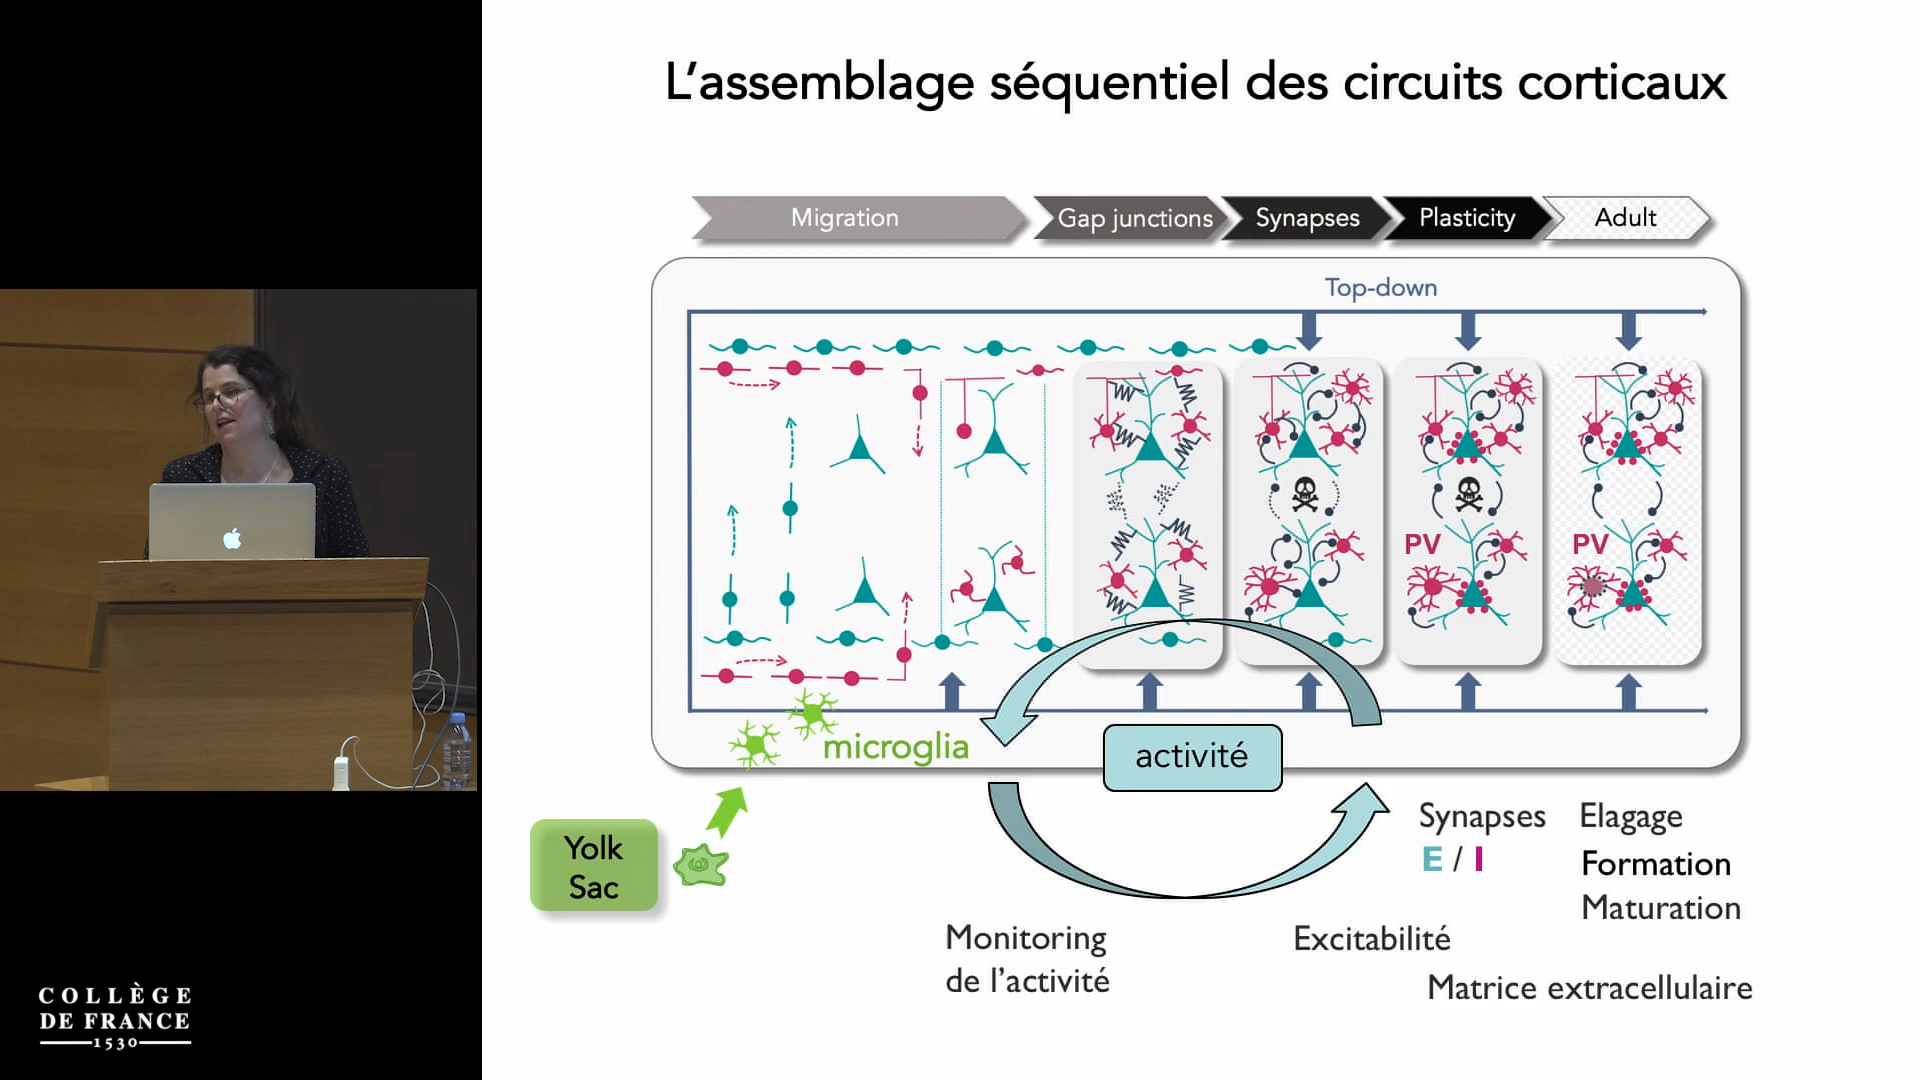 L'assemblage séquentiel des circuits corticaux
Migration
Gap junctions
Synapses
Plasticity
Adult
Top-down
PV
PV
microglia
activité
Yolk
Sac
Synapses
E / I
Elagage
Formation
Maturation
Monitoring
de l'activité
Excitabilité
Matrice extracellulaire
COLLÈGE
DE FRANCE
1530